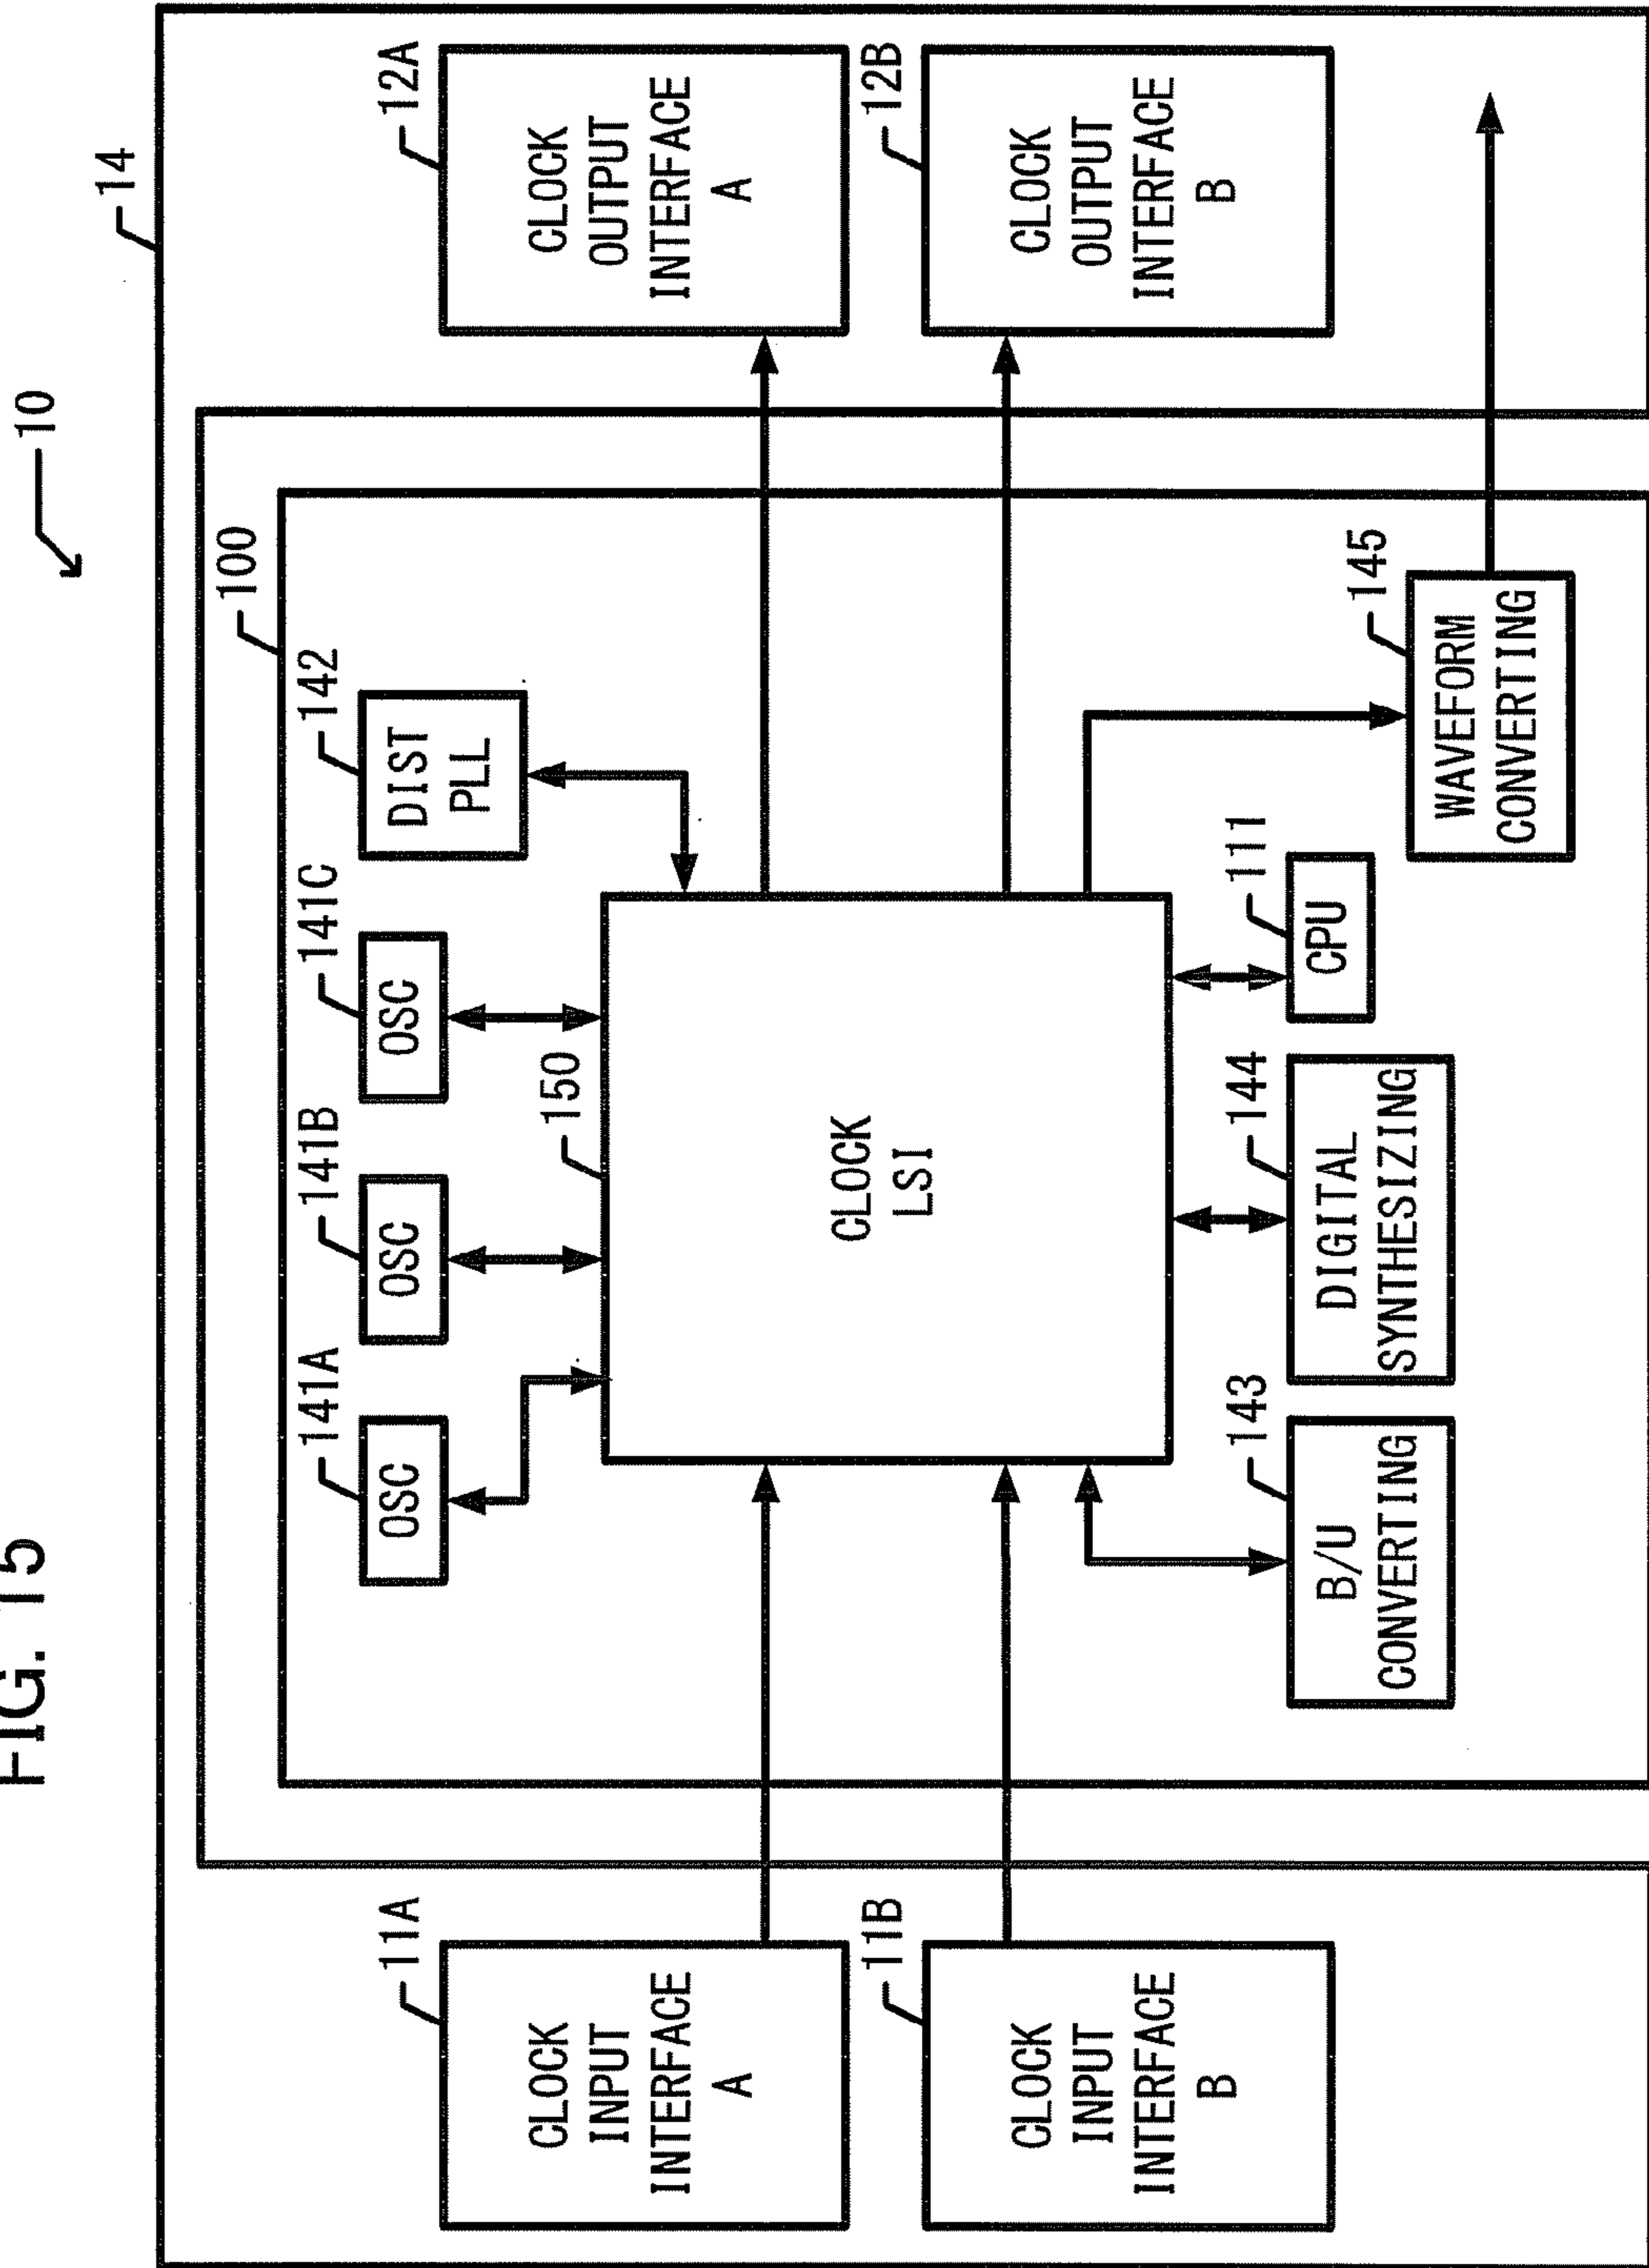 FIG. 15
10
14
100
11A
CLOCK
INPUT
INTERFACE
A
11B
CLOCK
INPUT
INTERFACE
B
141A
OSC
141B
OSC
141C
OSC
142
DIST
PLL
150
CLOCK
LSI
143
B/U
CONVERTING
144
DIGITAL
SYNTHESIZING
111
CPU
145
WAVEFORM
CONVERTING
12A
CLOCK
OUTPUT
INTERFACE
A
12B
CLOCK
OUTPUT
INTERFACE
B